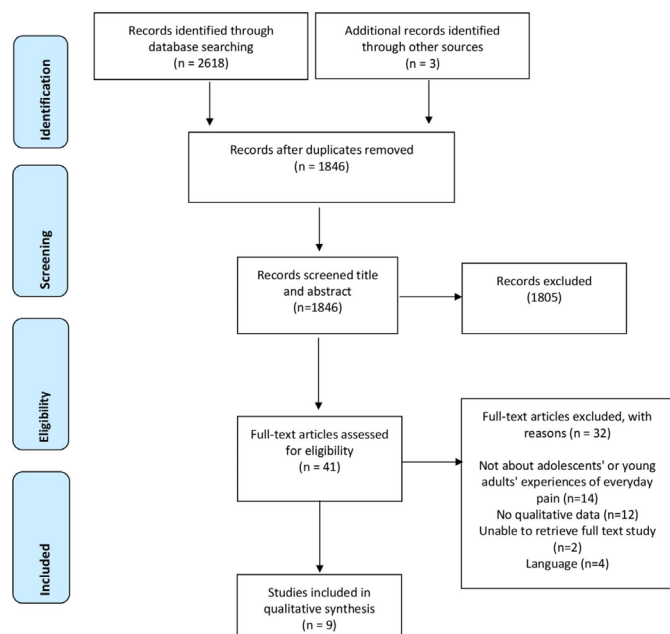 Records identified through
database searching
(n = 2618)
Additional records identified
through other sources
(n = 3)
Identification
Records after duplicates removed
(n = 1846)
Screening
Records screened title
and abstract
(n=1846)
Records excluded
(1805)
Eligibility
Full-text articles assessed
for eligibility
(n = 41)
Full-text articles excluded, with
reasons (n = 32)
Not about adolescents' or young
adults' experiences of everyday
pain (n=14)
No qualitative data (n=12)
Unable to retrieve full text study
(n=2)
Language (n=4)
Included
Studies included in
qualitative synthesis
(n = 9)